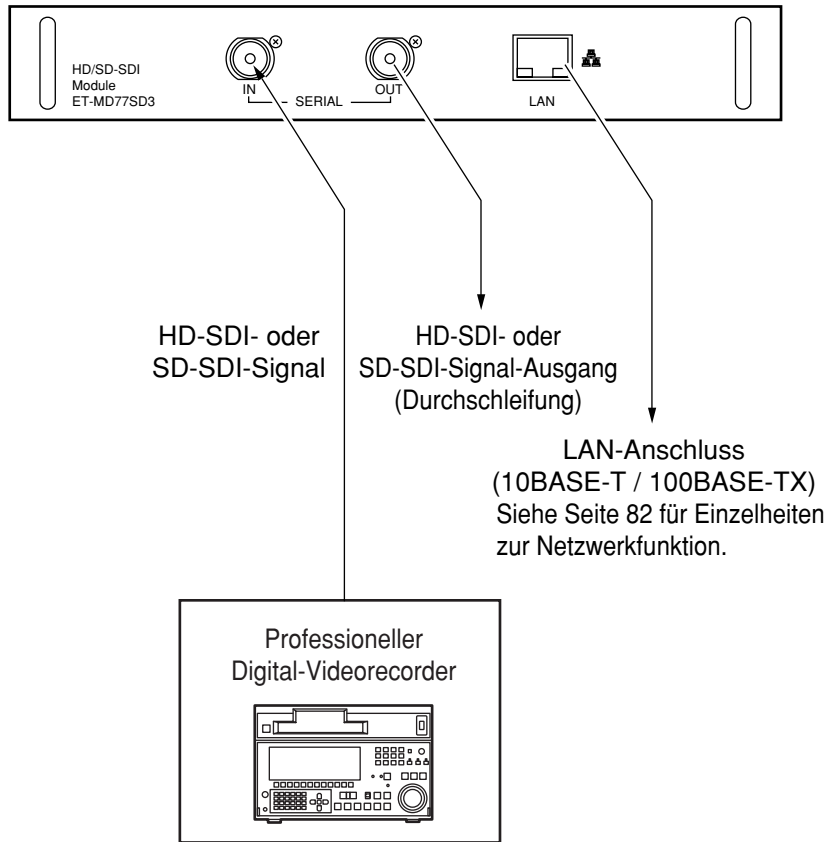 HD/SD-SDI
Module
ET-MD77SD3
IN
SERIAL
OUT
LAN
HD-SDI- oder
SD-SDI-Signal
HD-SDI- oder
SD-SDI-Signal-Ausgang
(Durchschleifung)
LAN-Anschluss
(10BASE-T / 100BASE-TX)
Siehe Seite 82 für Einzelheiten
zur Netzwerkfunktion.
Professioneller
Digital-Videorecorder